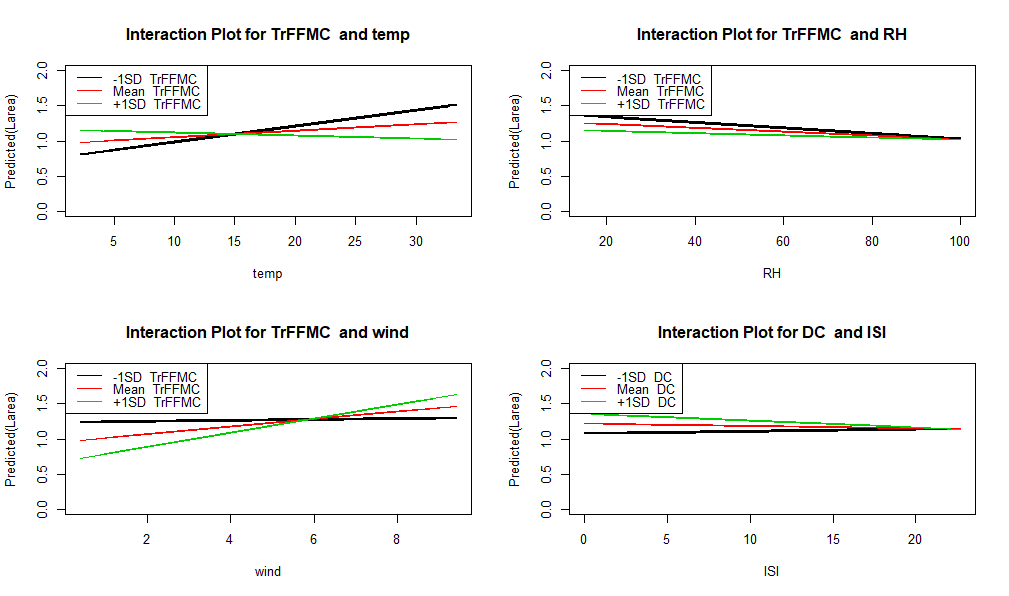 Interaction Plot for TrFFMC and temp
Predicted(Larea)
2.0
1.5
1.0
0.5
0.0
-1SD TrFFMC
Mean TrFFMC
+1SD TrFFMC
5 10 15 20 25 30
temp
Interaction Plot for TrFFMC and RH
Predicted(Larea)
2.0
1.5
1.0
0.5
0.0
-1SD TrFFMC
Mean TrFFMC
+1SD TrFFMC
20 40 60 80 100
RH
Interaction Plot for TrFFMC and wind
Predicted(Larea)
2.0
1.5
1.0
0.5
0.0
-1SD TrFFMC
Mean TrFFMC
+1SD TrFFMC
2 4 6 8
wind
Interaction Plot for DC and ISI
Predicted(Larea)
2.0
1.5
1.0
0.5
0.0
-1SD DC
Mean DC
+1SD DC
0 5 10 15 20
ISI